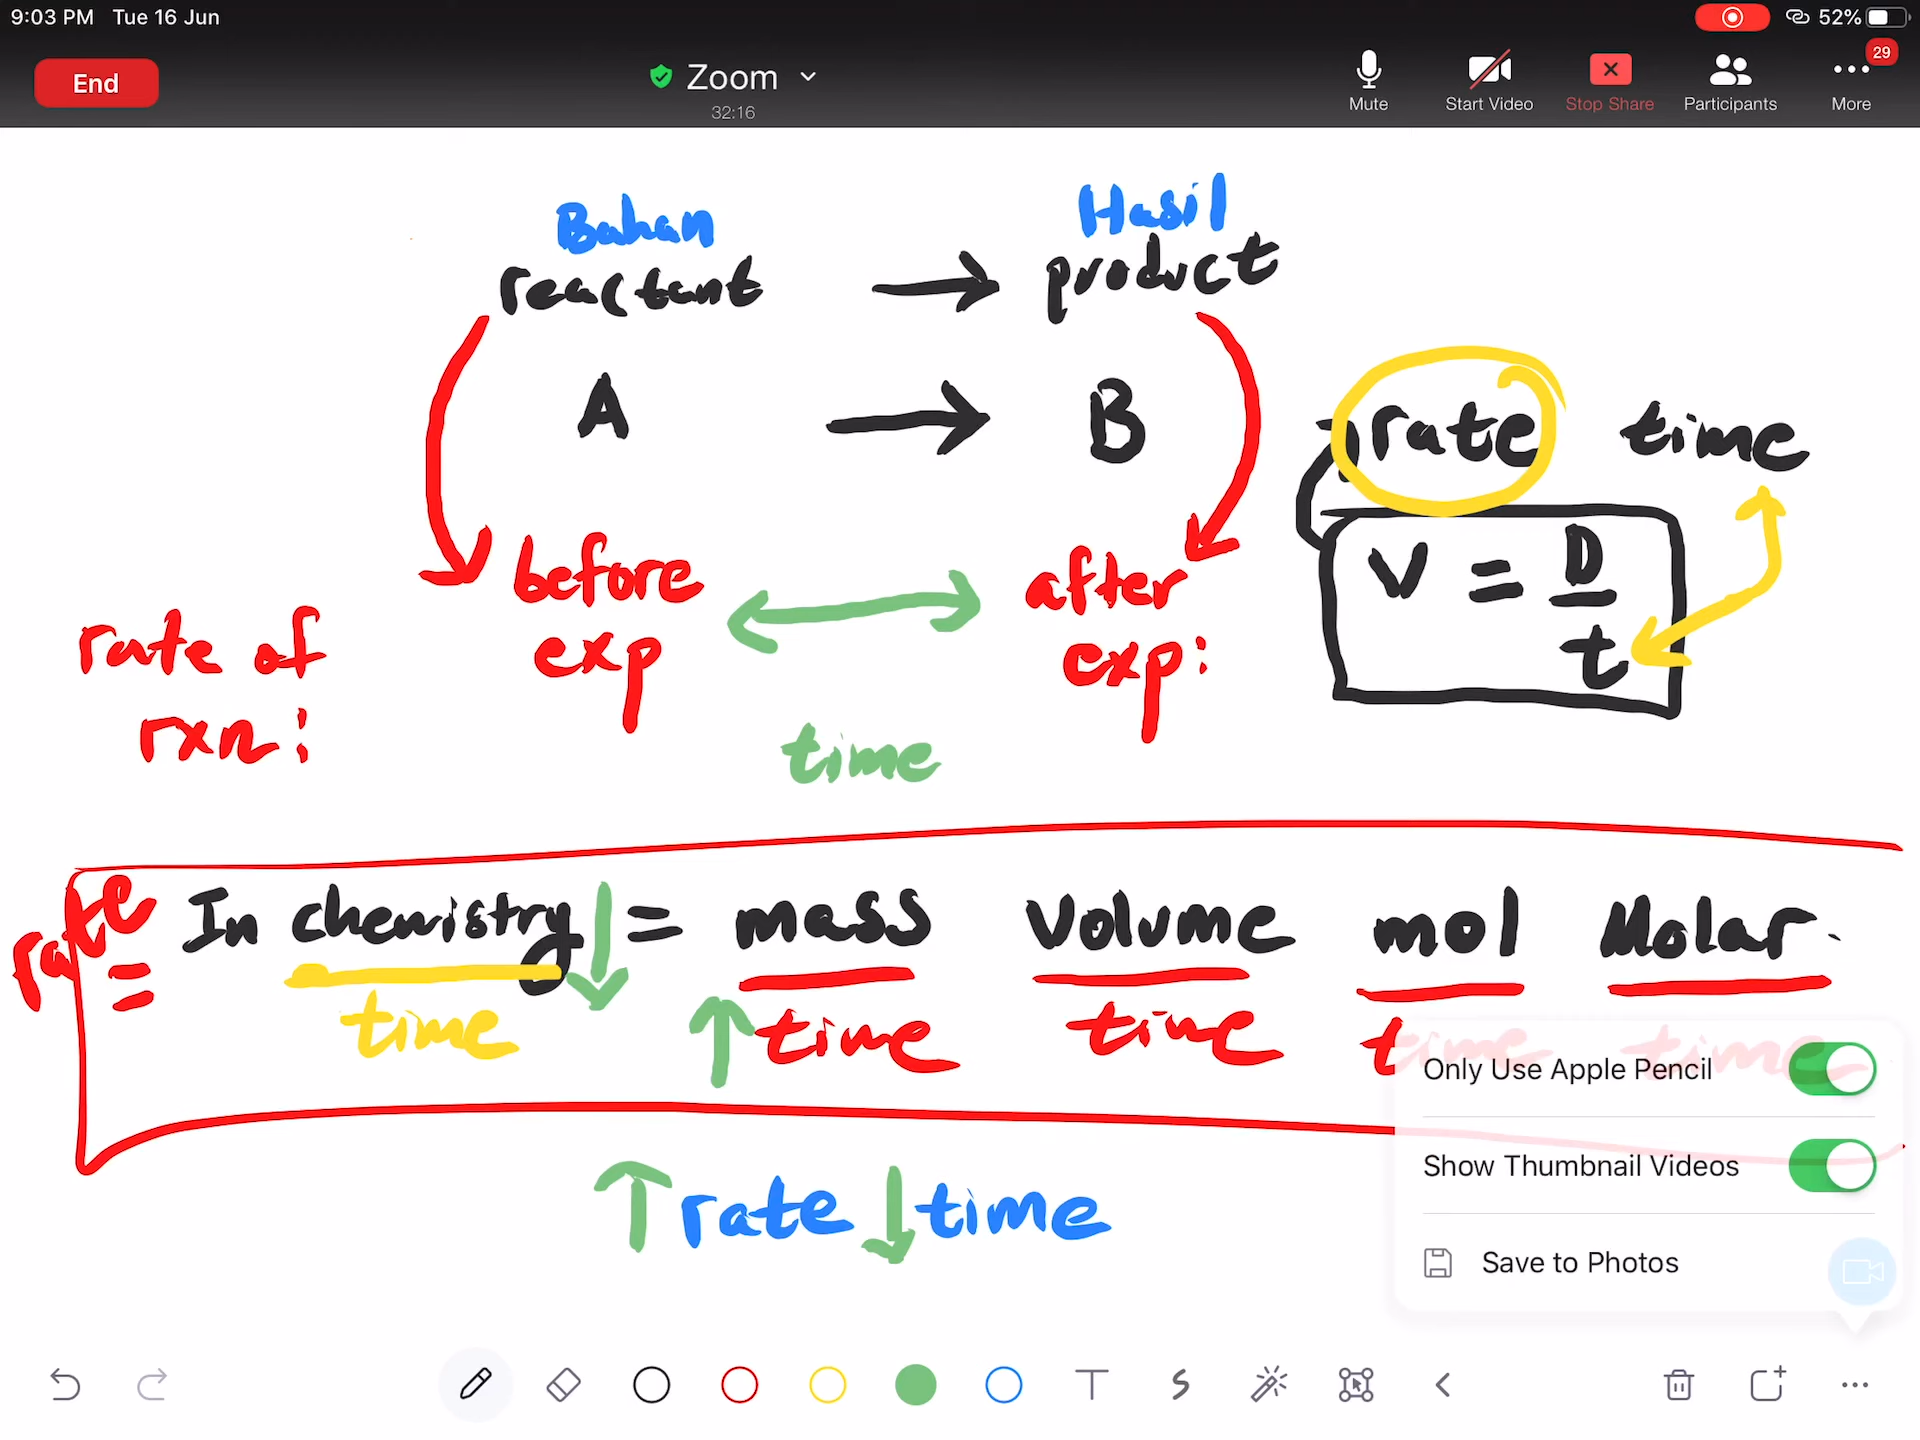 9:03 PM Tue 16 Jun
52%
End
Zoom
32:16
Mute
Start Video
Stop Share
Participants
29
More
Bahan
Hasil
reactant → product
A → B
rate time
V = D
t
before
exp
after
exp:
rate of
rxn:
time
rate
=
In chemistry ↓ = mass Volume mol Molar.
time ↑ time time t
Only Use Apple Pencil
Show Thumbnail Videos
Save to Photos
↑ rate ↓ time